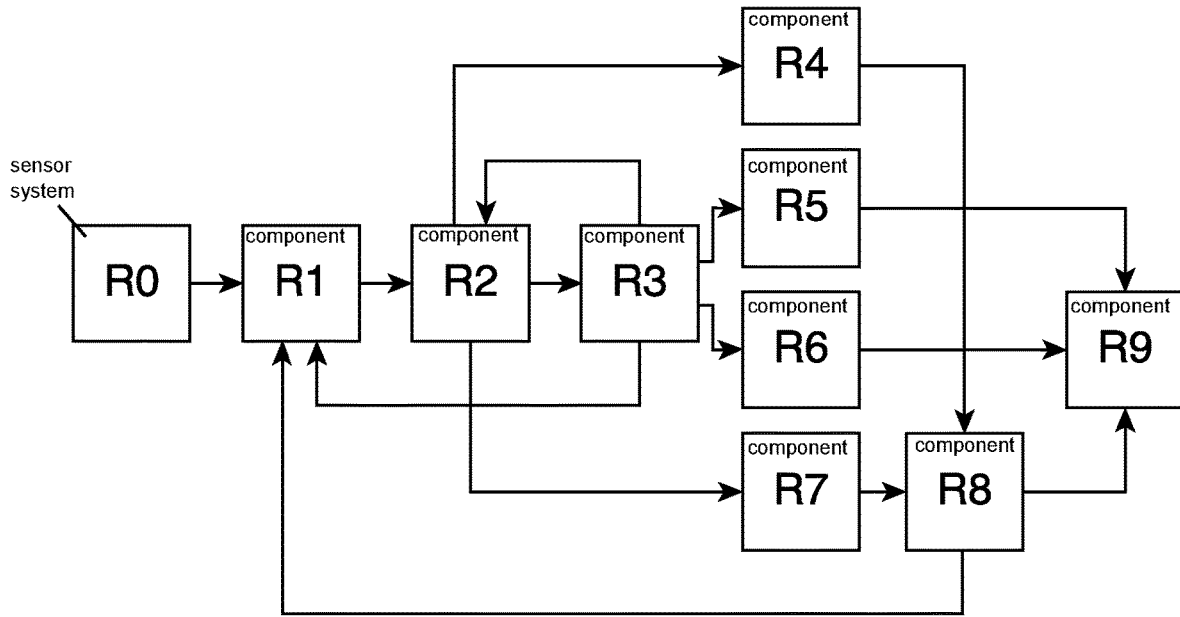 component
R4
sensor
system
component
R5
R0
component
R1
component
R2
component
R3
component
R6
component
R9
component
R7
component
R8